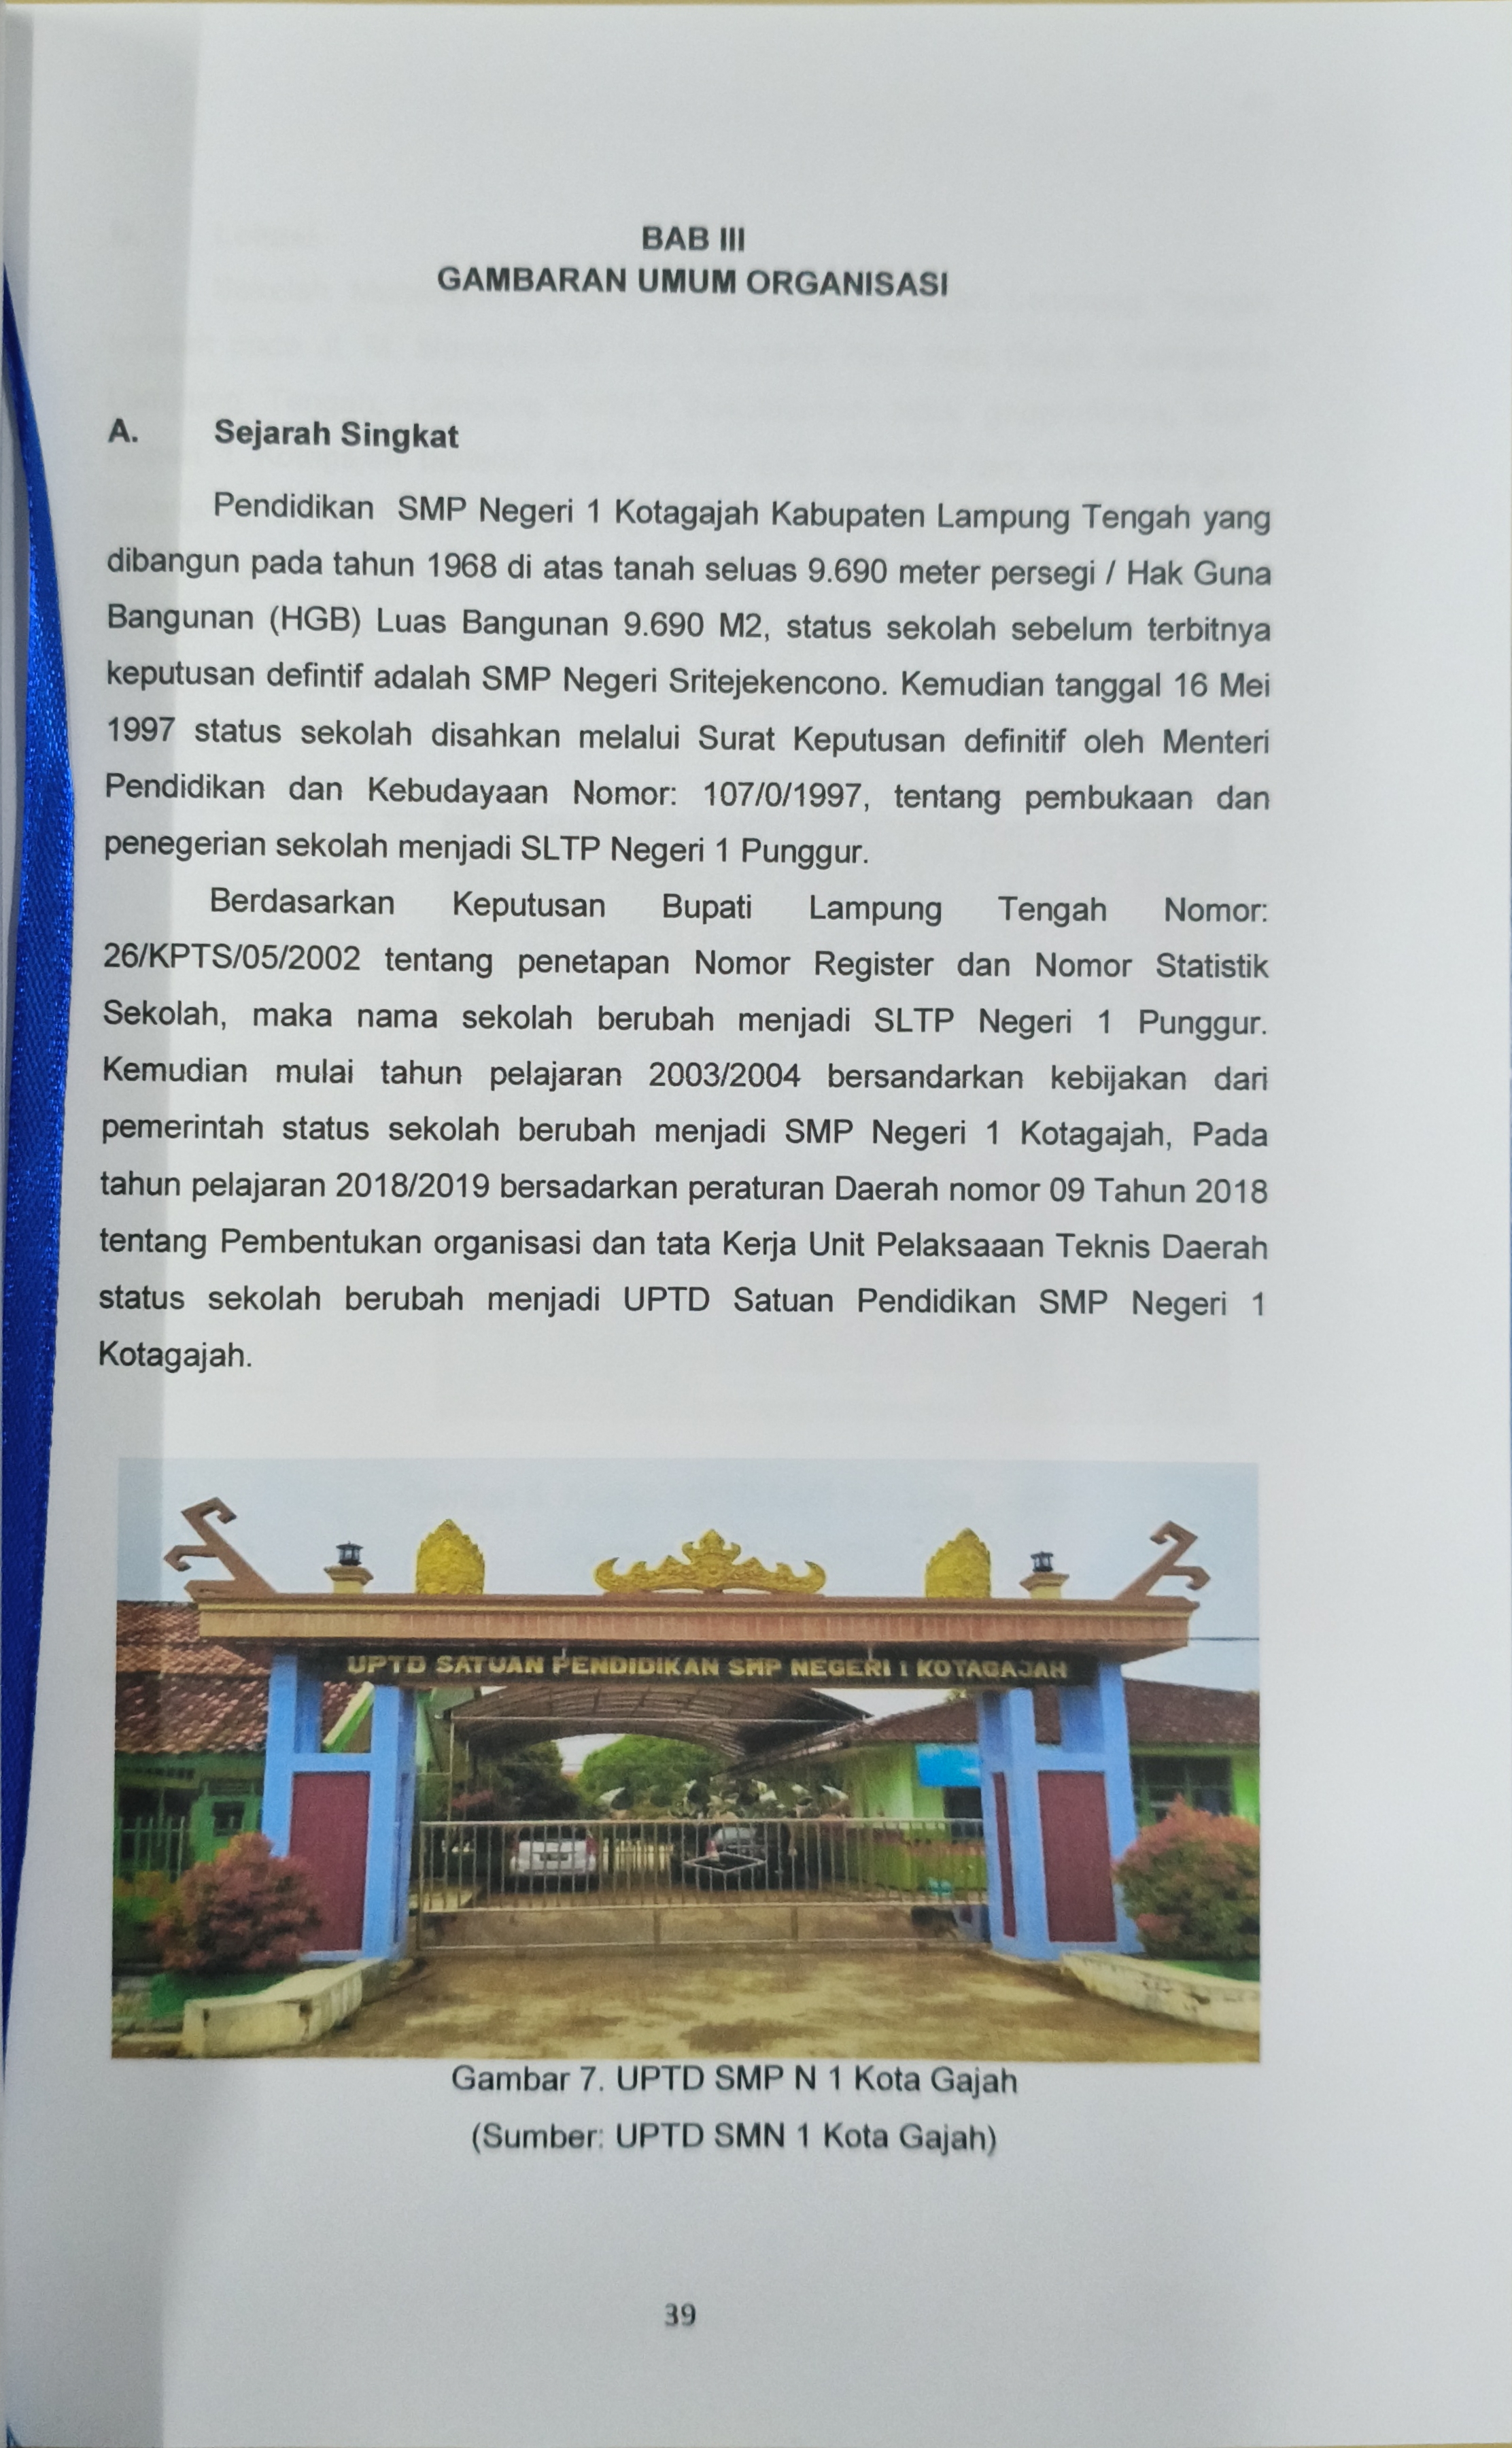 BAB III
GAMBARAN UMUM ORGANISASI
A. Sejarah Singkat
Pendidikan SMP Negeri 1 Kotagajah Kabupaten Lampung Tengah yang
dibangun pada tahun 1968 di atas tanah seluas 9.690 meter persegi / Hak Guna
Bangunan (HGB) Luas Bangunan 9.690 M2, status sekolah sebelum terbitnya
keputusan defintif adalah SMP Negeri Sritejekencono. Kemudian tanggal 16 Mei
1997 status sekolah disahkan melalui Surat Keputusan definitif oleh Menteri
Pendidikan dan Kebudayaan Nomor: 107/0/1997, tentang pembukaan dan
penegerian sekolah menjadi SLTP Negeri 1 Punggur.
Berdasarkan Keputusan Bupati Lampung Tengah Nomor:
26/KPTS/05/2002 tentang penetapan Nomor Register dan Nomor Statistik
Sekolah, maka nama sekolah berubah menjadi SLTP Negeri 1 Punggur.
Kemudian mulai tahun pelajaran 2003/2004 bersandarkan kebijakan dari
pemerintah status sekolah berubah menjadi SMP Negeri 1 Kotagajah, Pada
tahun pelajaran 2018/2019 bersadarkan peraturan Daerah nomor 09 Tahun 2018
tentang Pembentukan organisasi dan tata Kerja Unit Pelaksaaan Teknis Daerah
status sekolah berubah menjadi UPTD Satuan Pendidikan SMP Negeri 1
Kotagajah.
UPTD SATUAN PENDIDIKAN SMP NEGERI 1 KOTAGAJAH
Gambar 7. UPTD SMP N 1 Kota Gajah
(Sumber: UPTD SMN 1 Kota Gajah)
39